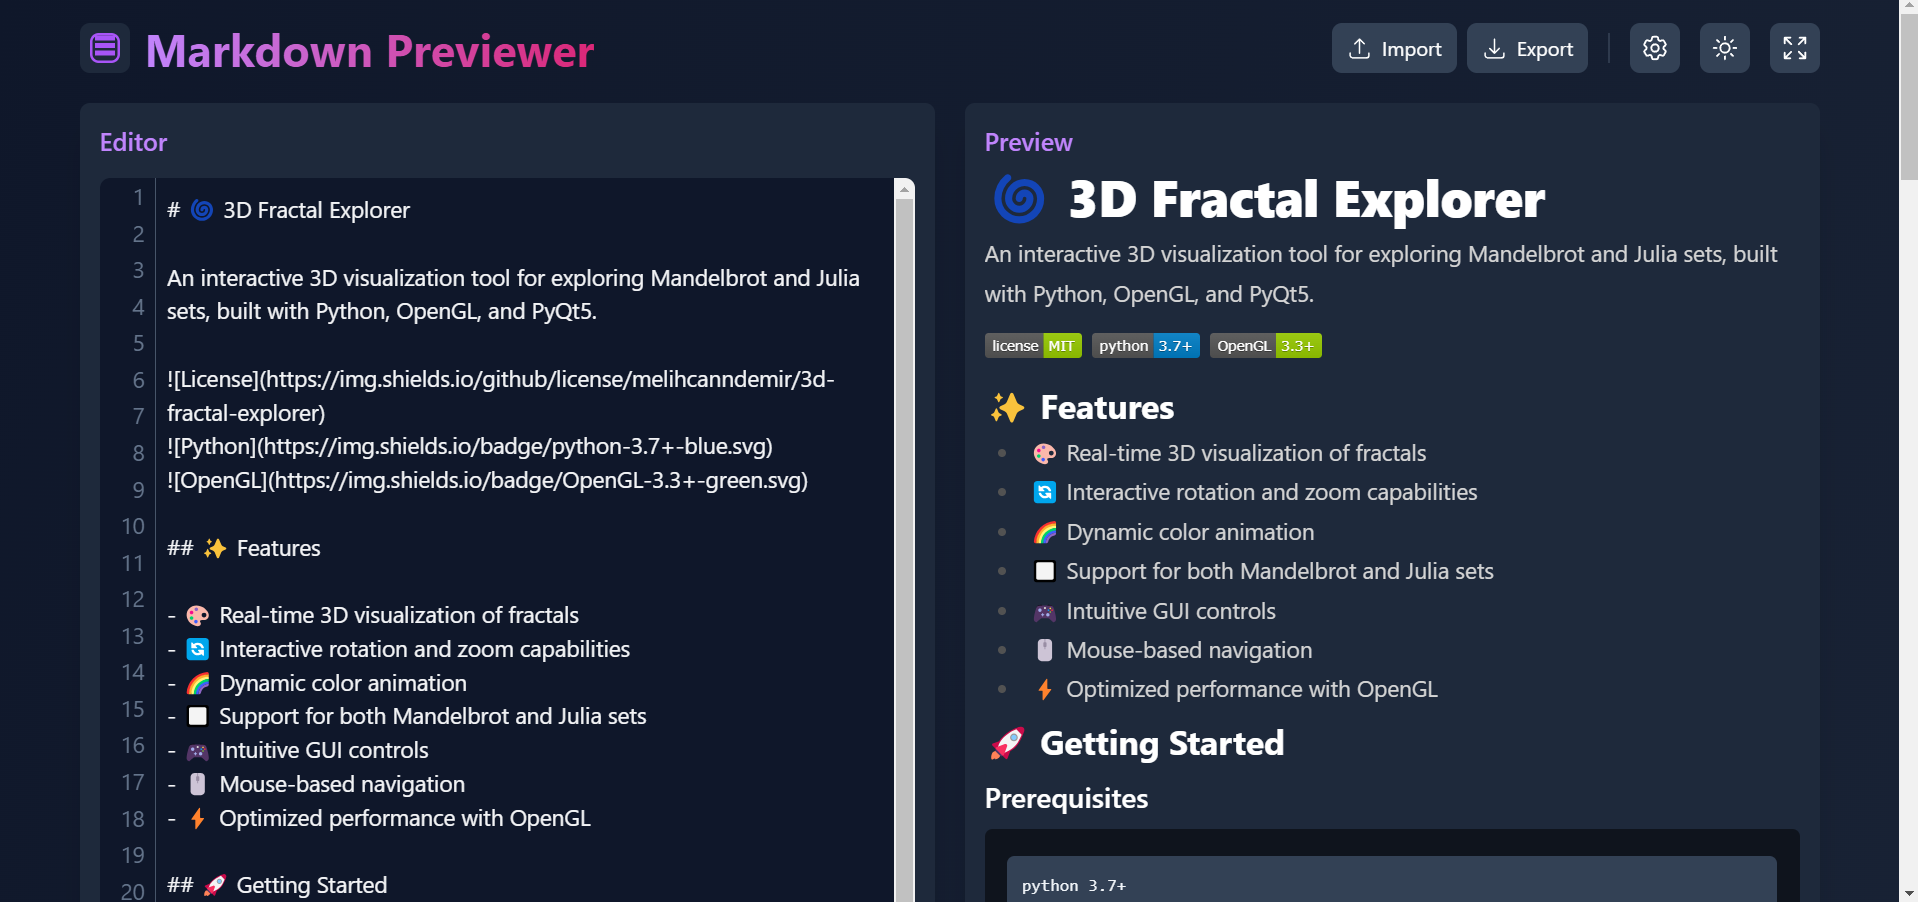 Markdown Previewer
Import
Export
Editor
1
2
3
4
5
6
7
8
9
10
11
12
13
14
15
16
17
18
19
20
# 🌀 3D Fractal Explorer
An interactive 3D visualization tool for exploring Mandelbrot and Julia
sets, built with Python, OpenGL, and PyQt5.
![License](https://img.shields.io/github/license/melihcanndemir/3d-
fractal-explorer)
![Python](https://img.shields.io/badge/python-3.7+-blue.svg)
![OpenGL](https://img.shields.io/badge/OpenGL-3.3+-green.svg)
## ✨ Features
- 🎨 Real-time 3D visualization of fractals
- 🔄 Interactive rotation and zoom capabilities
- 🌈 Dynamic color animation
- 🔲 Support for both Mandelbrot and Julia sets
- 🎮 Intuitive GUI controls
- 🖱️ Mouse-based navigation
- ⚡ Optimized performance with OpenGL
## 🚀 Getting Started
Preview
🌀 3D Fractal Explorer
An interactive 3D visualization tool for exploring Mandelbrot and Julia sets, built
with Python, OpenGL, and PyQt5.
license MIT python 3.7+ OpenGL 3.3+
✨ Features
• 🎨 Real-time 3D visualization of fractals
• 🔄 Interactive rotation and zoom capabilities
• 🌈 Dynamic color animation
• 🔲 Support for both Mandelbrot and Julia sets
• 🎮 Intuitive GUI controls
• 🖱️ Mouse-based navigation
• ⚡ Optimized performance with OpenGL
🚀 Getting Started
Prerequisites
python 3.7+